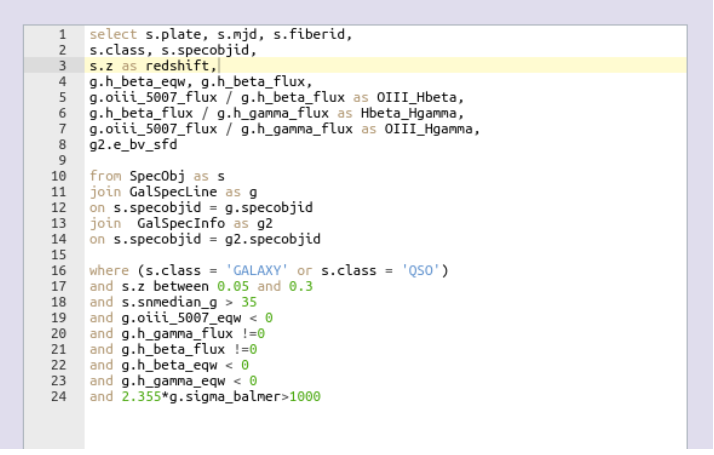 1 select s.plate, s.mjd, s.fiberid,
2 s.class, s.specobjid,
3 s.z as redshift,
4 g.h_beta_eqw, g.h_beta_flux,
5 g.oiii_5007_flux / g.h_beta_flux as OIII_Hbeta,
6 g.h_beta_flux / g.h_gamma_flux as Hbeta_Hgamma,
7 g.oiii_5007_flux / g.h_gamma_flux as OIII_Hgamma,
8 g2.e_bv_sfd
9
10 from SpecObj as s
11 join GalSpecLine as g
12 on s.specobjid = g.specobjid
13 join  GalSpecInfo as g2
14 on s.specobjid = g2.specobjid
15
16 where (s.class = 'GALAXY' or s.class = 'QSO')
17 and s.z between 0.05 and 0.3
18 and s.snmedian_g > 35
19 and g.oiii_5007_eqw < 0
20 and g.h_gamma_flux !=0
21 and g.h_beta_flux !=0
22 and g.h_beta_eqw < 0
23 and g.h_gamma_eqw < 0
24 and 2.355*g.sigma_balmer>1000